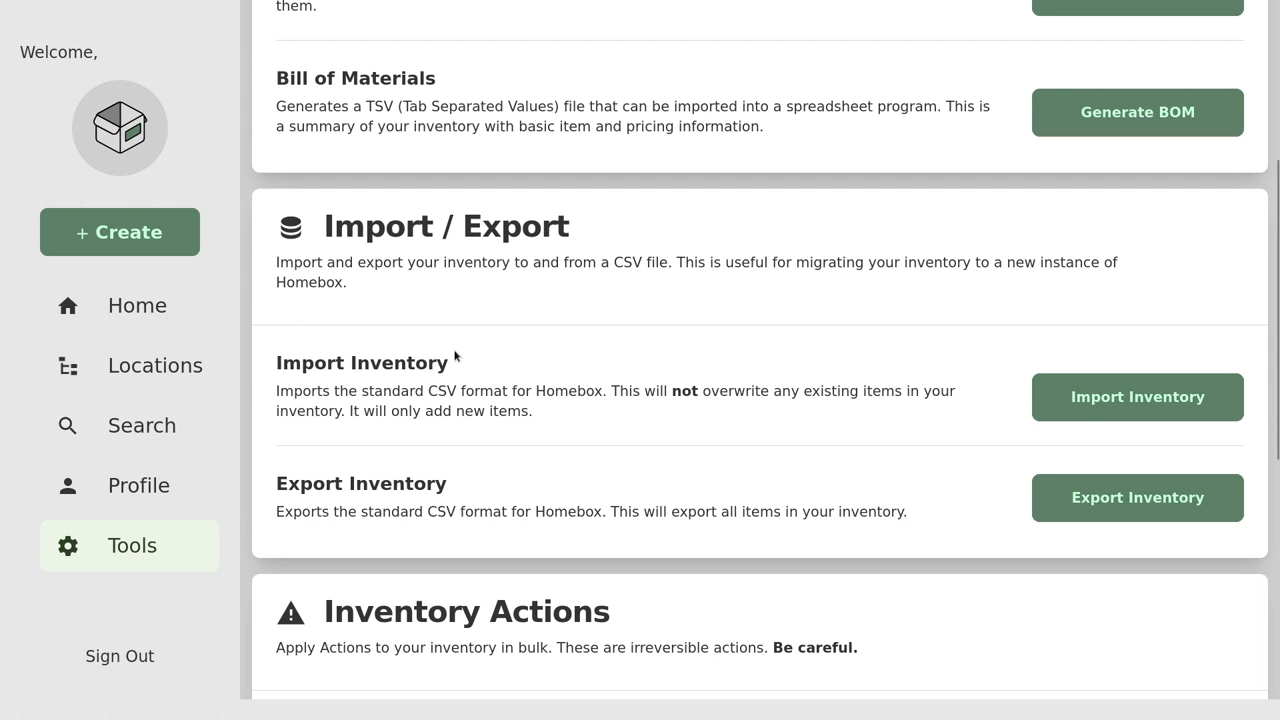 Welcome,
+ Create
Home
Locations
Search
Profile
Tools
Sign Out
them.
Bill of Materials
Generates a TSV (Tab Separated Values) file that can be imported into a spreadsheet program. This is
a summary of your inventory with basic item and pricing information.
Generate BOM
Import / Export
Import and export your inventory to and from a CSV file. This is useful for migrating your inventory to a new instance of
Homebox.
Import Inventory
Imports the standard CSV format for Homebox. This will not overwrite any existing items in your
inventory. It will only add new items.
Import Inventory
Export Inventory
Exports the standard CSV format for Homebox. This will export all items in your inventory.
Export Inventory
Inventory Actions
Apply Actions to your inventory in bulk. These are irreversible actions. Be careful.